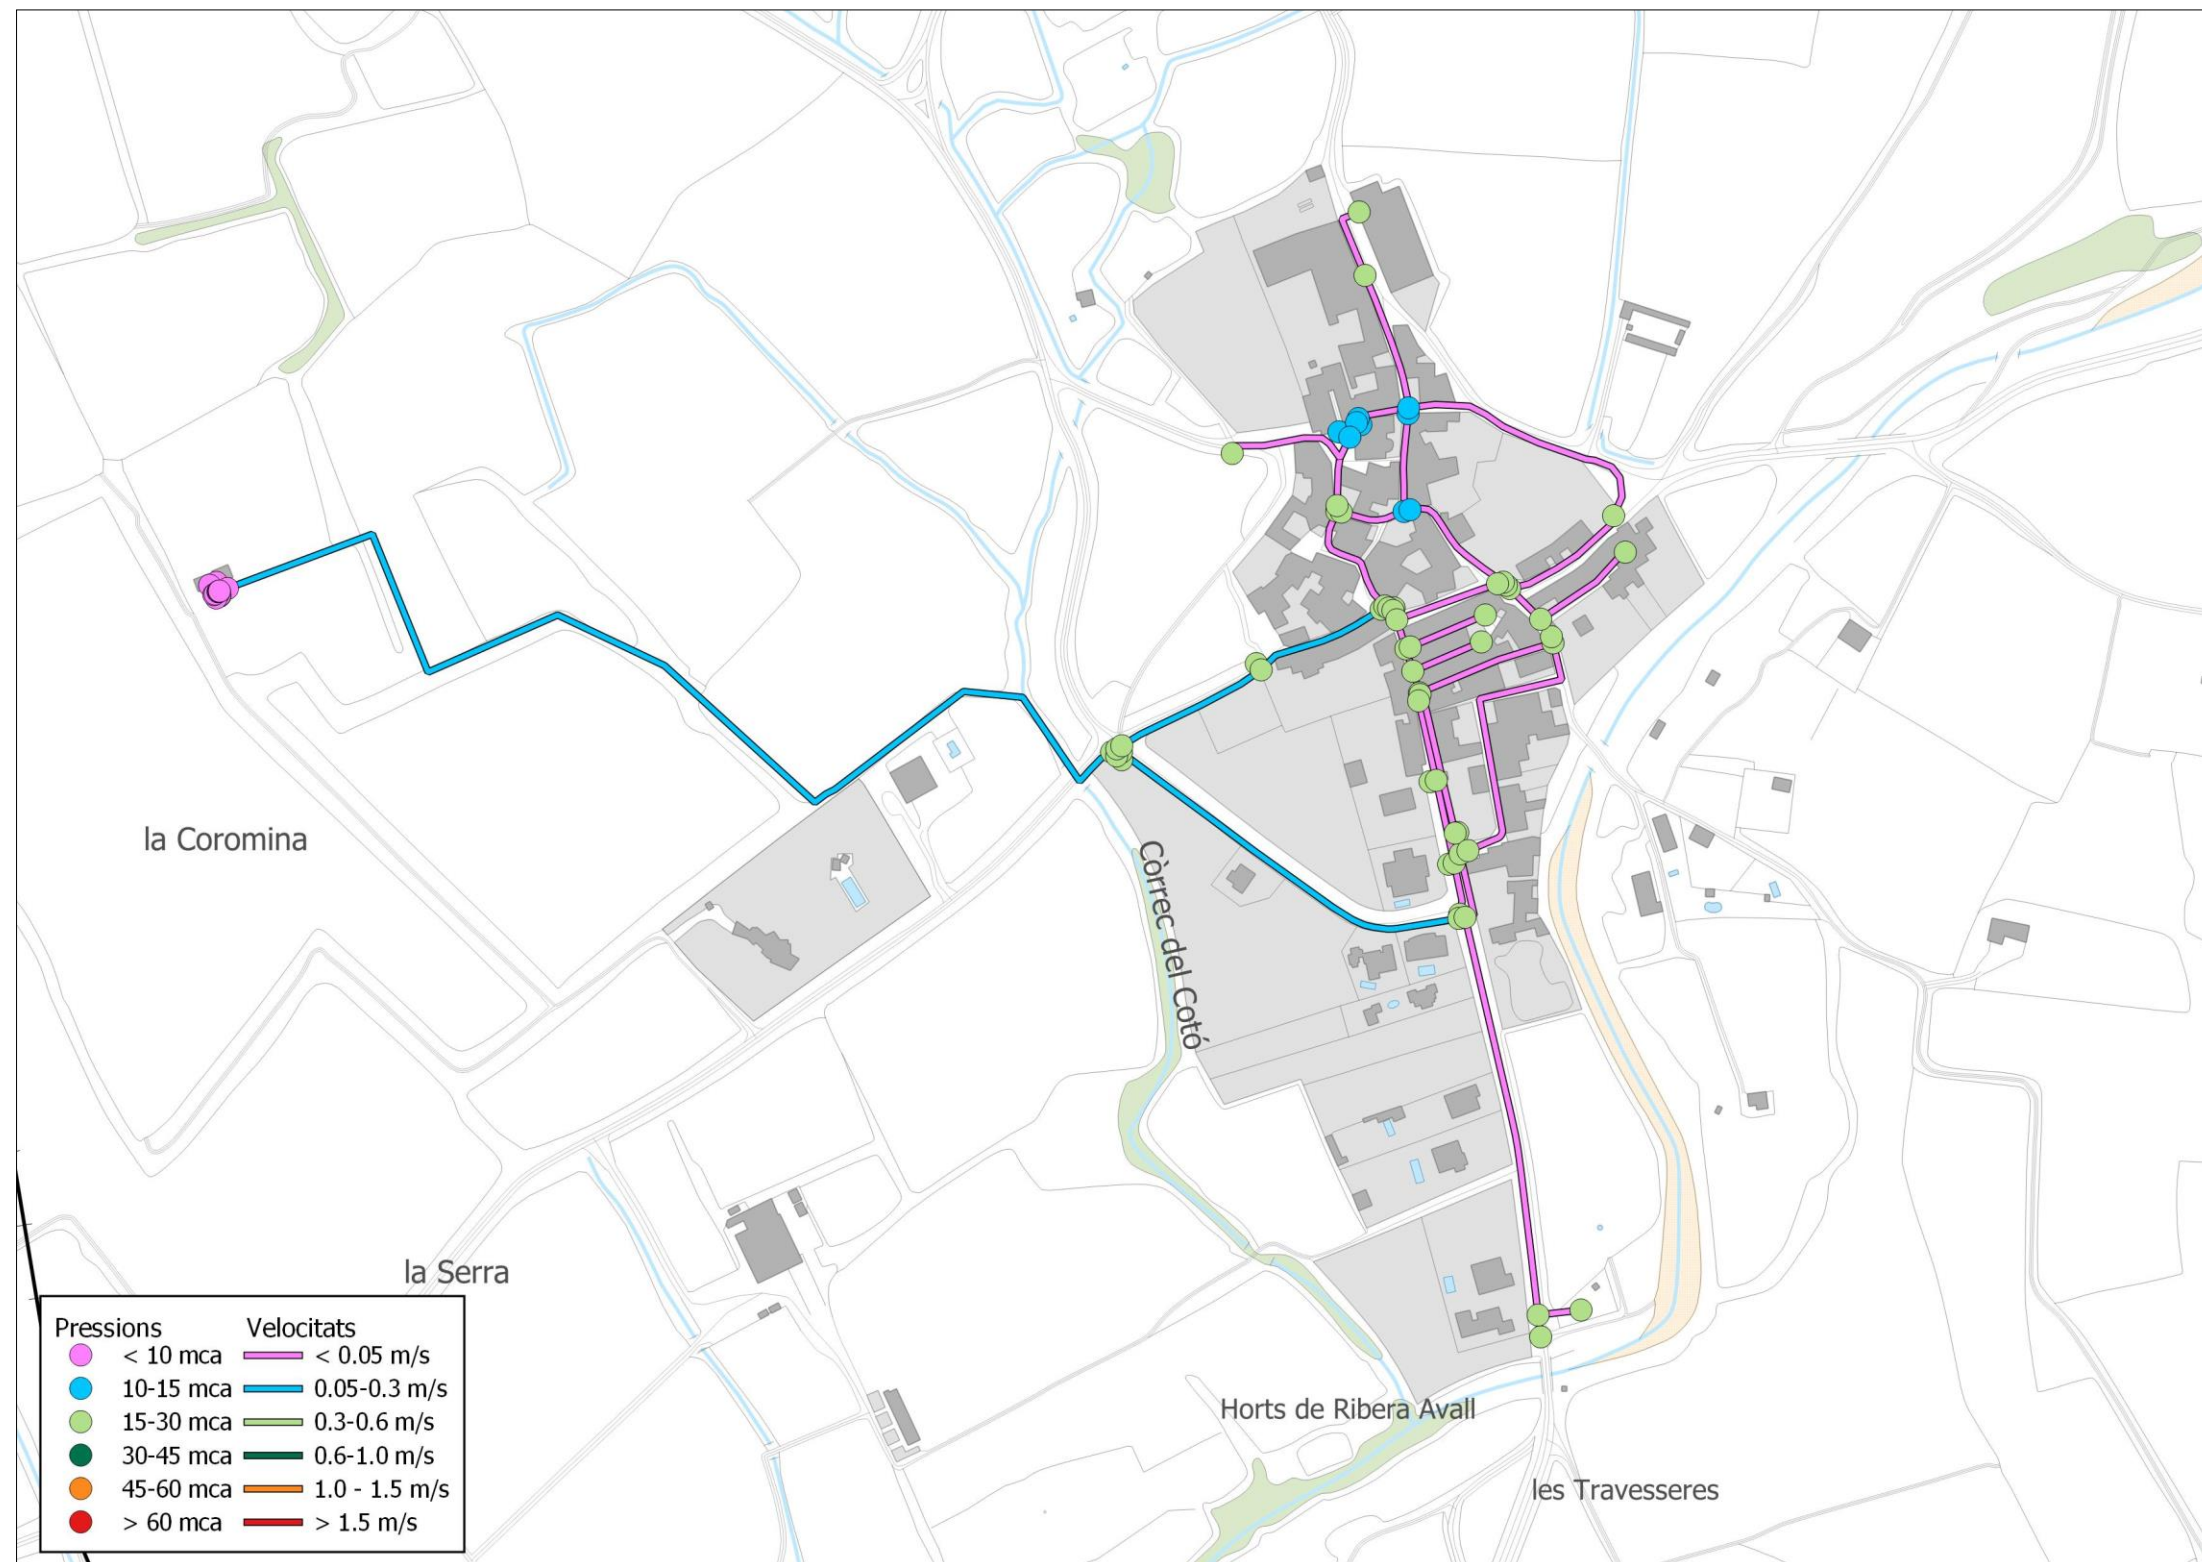 la Coromina
Còrrec del Cotó
la Serra
Horts de Ribera Avall
les Travesseres
Pressions Velocitats
< 10 mca < 0.05 m/s
10-15 mca 0.05-0.3 m/s
15-30 mca 0.3-0.6 m/s
30-45 mca 0.6-1.0 m/s
45-60 mca 1.0 - 1.5 m/s
> 60 mca > 1.5 m/s